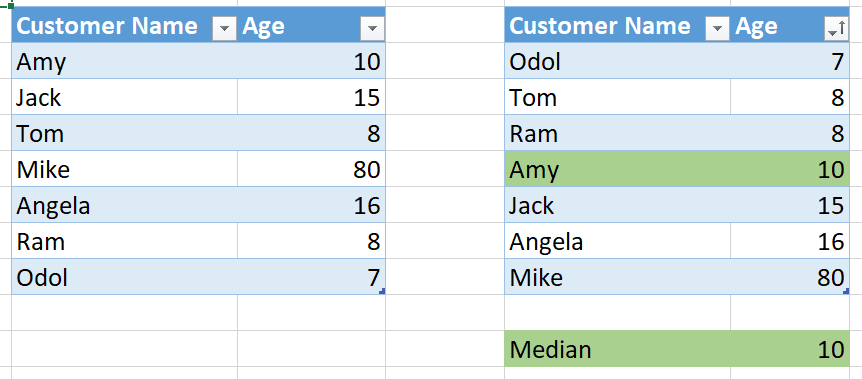 Customer Name Age
Amy 10
Jack 15
Tom 8
Mike 80
Angela 16
Ram 8
Odol 7
Customer Name Age
Odol 7
Tom 8
Ram 8
Amy 10
Jack 15
Angela 16
Mike 80
Median 10